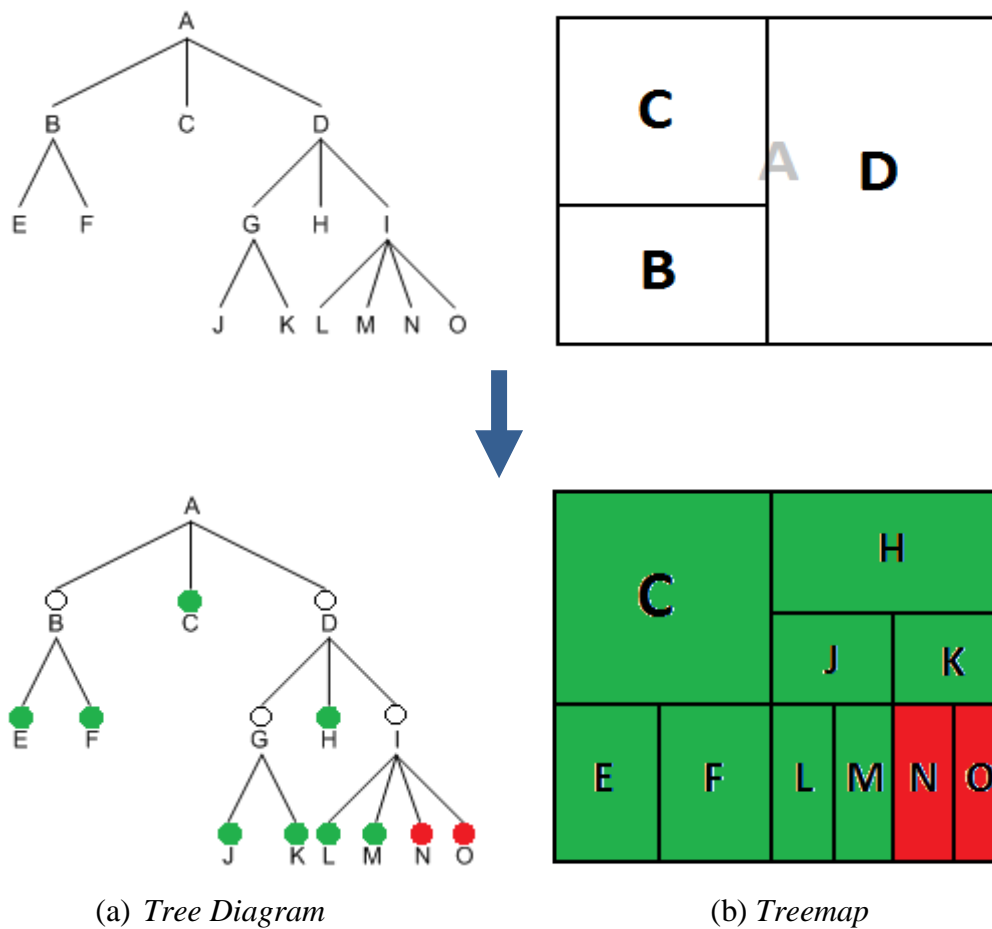 A
B C D
E F G H I
J K L M N O
C
A D
B
A
B C D
E F G H I
J K L M N O
C H
J K
E F L M N O
(a) Tree Diagram
(b) Treemap